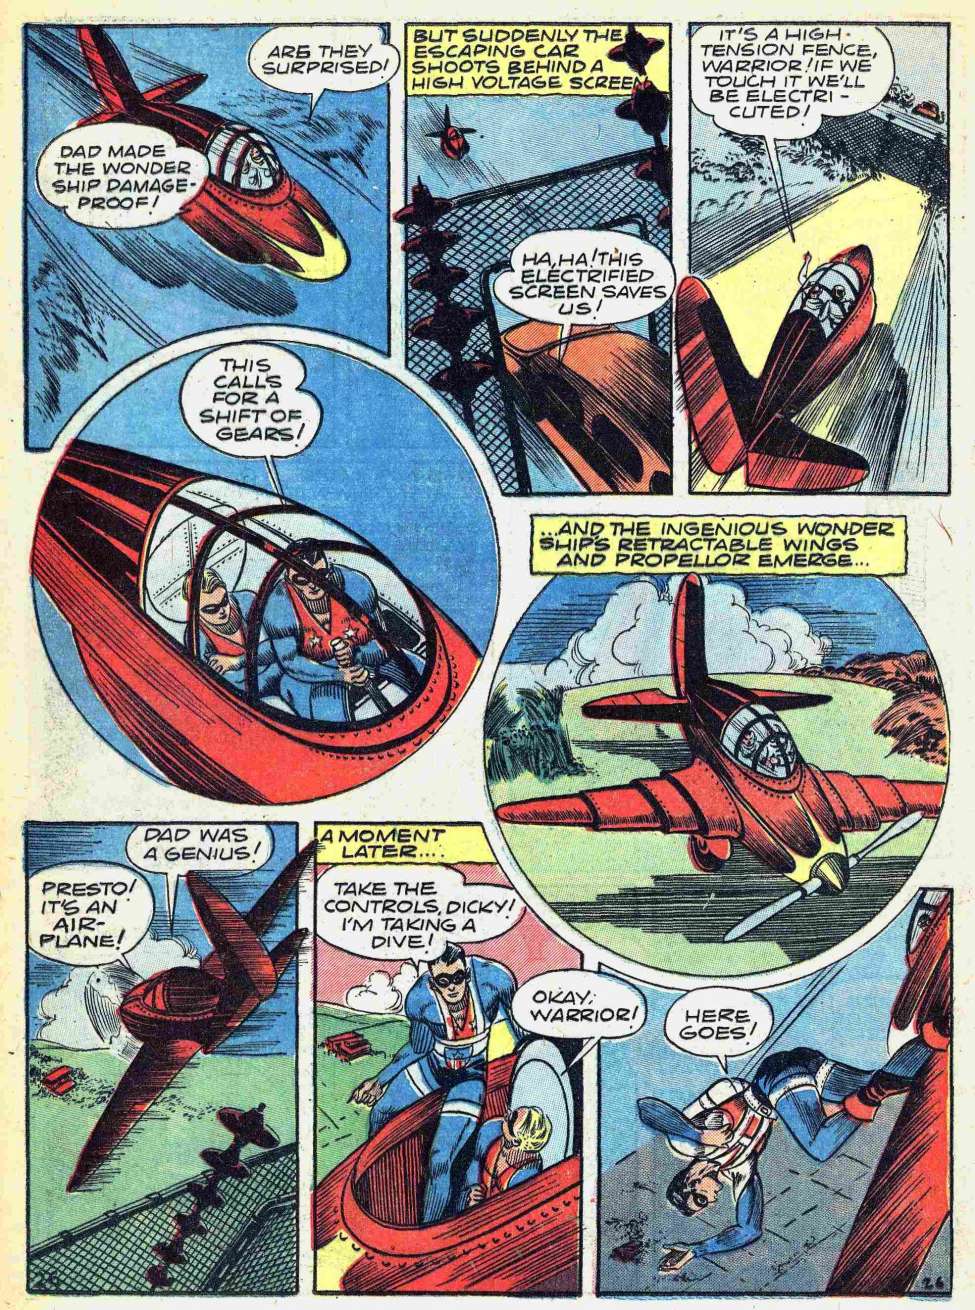 ARE THEY
SURPRISED!
DAD MADE
THE WONDER
SHIP DAMAGE-
PROOF!
BUT SUDDENLY THE
ESCAPING CAR
SHOOTS BEHIND A
HIGH VOLTAGE SCREEN
HA, HA! THIS
ELECTRIFIED
SCREEN SAVES
US!
IT'S A HIGH-
TENSION FENCE,
WARRIOR! IF WE
TOUCH IT WE'LL
BE ELECTRI-
CUTED!
THIS
CALLS
FOR A
SHIFT OF
GEARS!
...AND THE INGENIOUS WONDER
SHIP'S RETRACTABLE WINGS
AND PROPELLOR EMERGE...
DAD WAS
A GENIUS!
PRESTO!
IT'S AN
AIR-
PLANE!
A MOMENT
LATER....
TAKE THE
CONTROLS, DICKY!
I'M TAKING A
DIVE!
OKAY,
WARRIOR!
HERE
GOES!
26